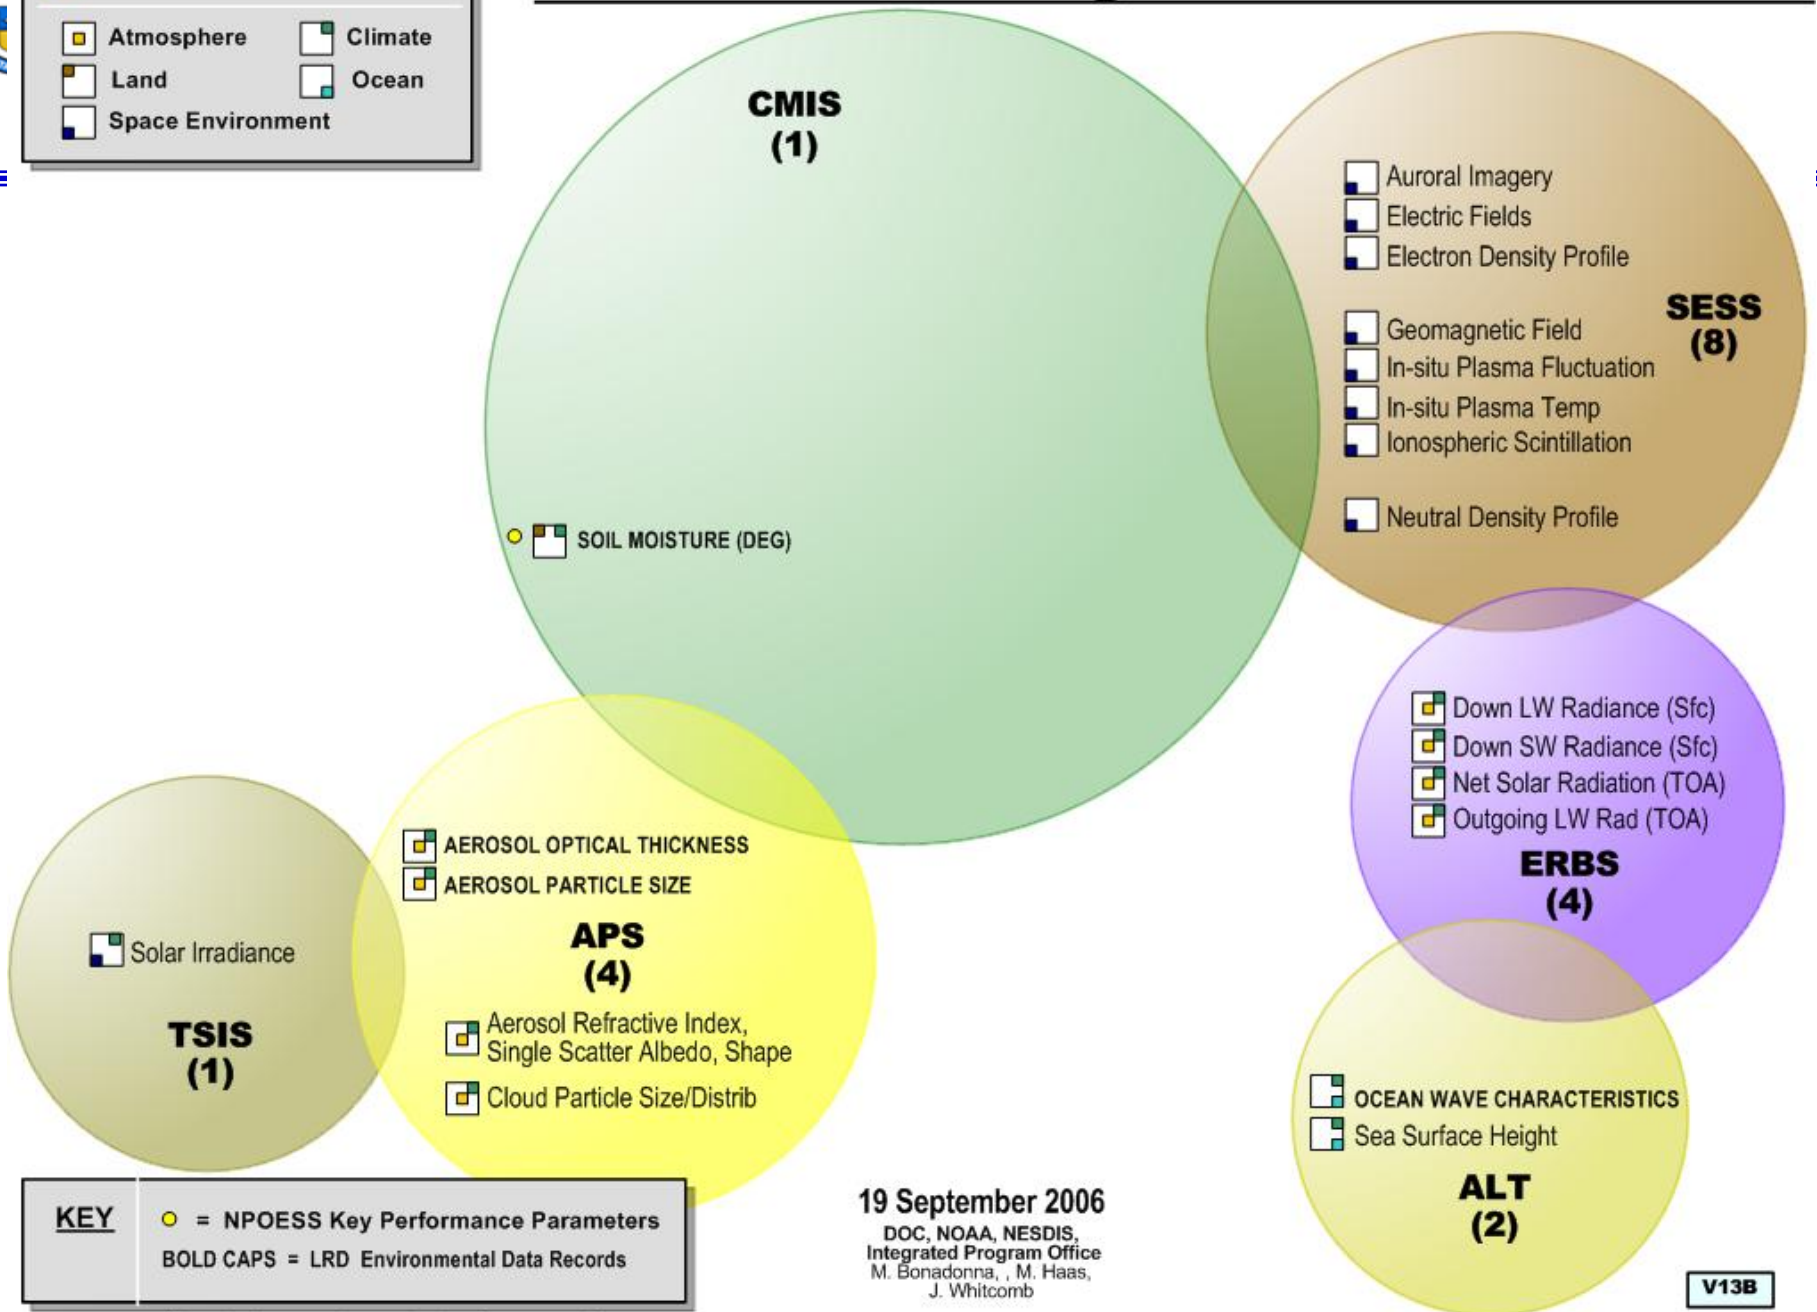 Atmosphere
Climate
Land
Ocean
Space Environment
CMIS
(1)
SOIL MOISTURE (DEG)
Auroral Imagery
Electric Fields
Electron Density Profile
Geomagnetic Field
In-situ Plasma Fluctuation
In-situ Plasma Temp
Ionospheric Scintillation
Neutral Density Profile
SESS
(8)
Down LW Radiance (Sfc)
Down SW Radiance (Sfc)
Net Solar Radiation (TOA)
Outgoing LW Rad (TOA)
ERBS
(4)
AEROSOL OPTICAL THICKNESS
AEROSOL PARTICLE SIZE
APS
(4)
Aerosol Refractive Index,
Single Scatter Albedo, Shape
Cloud Particle Size/Distrib
Solar Irradiance
TSIS
(1)
OCEAN WAVE CHARACTERISTICS
Sea Surface Height
ALT
(2)
KEY
= NPOESS Key Performance Parameters
BOLD CAPS = LRD Environmental Data Records
19 September 2006
DOC, NOAA, NESDIS,
Integrated Program Office
M. Bonadonna, , M. Haas,
J. Whitcomb
V13B